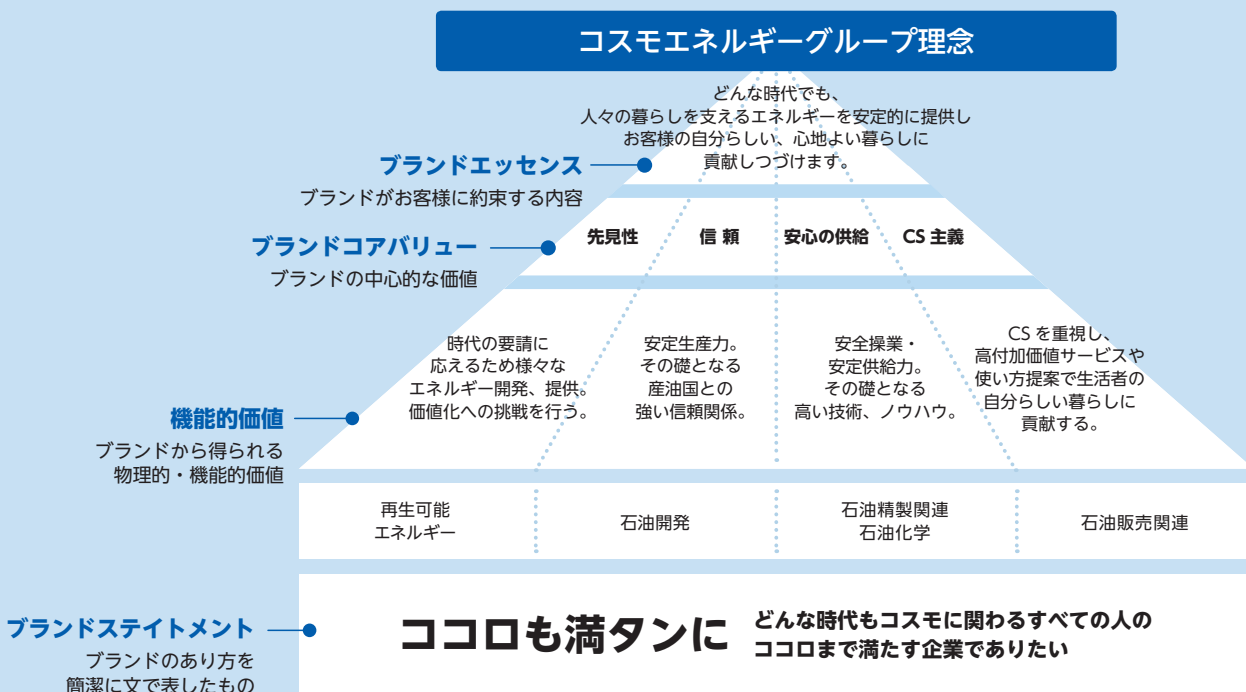 コスモエネルギーグループ理念
どんな時代でも、
人々の暮らしを支えるエネルギーを安定的に提供し
お客様の自分らしい、心地よい暮らしに
貢献しつづけます。
ブランドエッセンス
ブランドがお客様に約束する内容
ブランドコアバリュー
ブランドの中心的な価値
先見性
信 頼
安心の供給
CS 主義
機能的価値
ブランドから得られる
物理的・機能的価値
時代の要請に
応えるため様々な
エネルギー開発、提供。
価値化への挑戦を行う。
安定生産力。
その礎となる
産油国との
強い信頼関係。
安全操業・
安定供給力。
その礎となる
高い技術、ノウハウ。
CS を重視し、
高付加価値サービスや
使い方提案で生活者の
自分らしい暮らしに
貢献する。
再生可能
エネルギー
石油開発
石油精製関連
石油化学
石油販売関連
ブランドステイトメント
ブランドのあり方を
簡潔に文で表したもの
ココロも満タンに
どんな時代もコスモに関わるすべての人の
ココロまで満たす企業でありたい